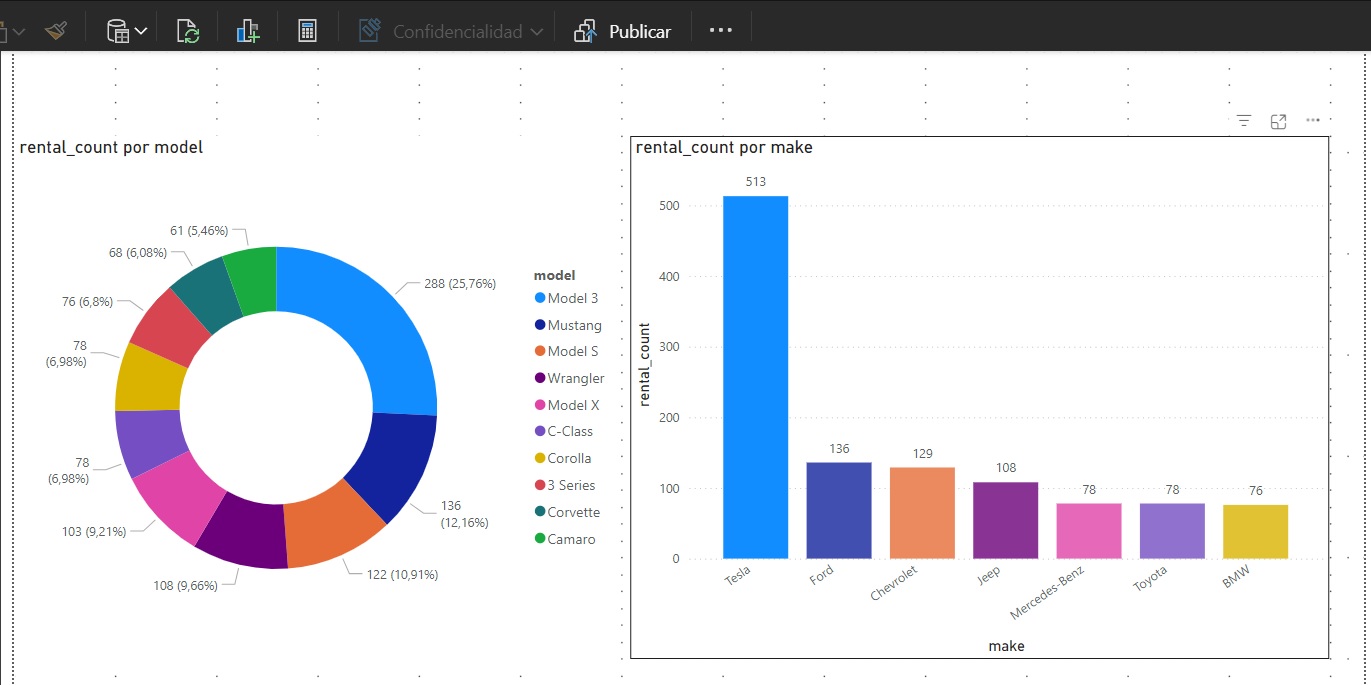 Confidencialidad
Publicar
rental_count por model
61 (5,46%)
68 (6,08%)
76 (6,8%)
78
(6,98%)
78
(6,98%)
103 (9,21%)
108 (9,66%)
122 (10,91%)
136
(12,16%)
288 (25,76%)
model
Model 3
Mustang
Model S
Wrangler
Model X
C-Class
Corolla
3 Series
Corvette
Camaro
rental_count por make
rental_count
500
400
300
200
100
0
513
136
129
108
78
78
76
Tesla
Ford
Chevrolet
Jeep
Mercedes-Benz
Toyota
BMW
make